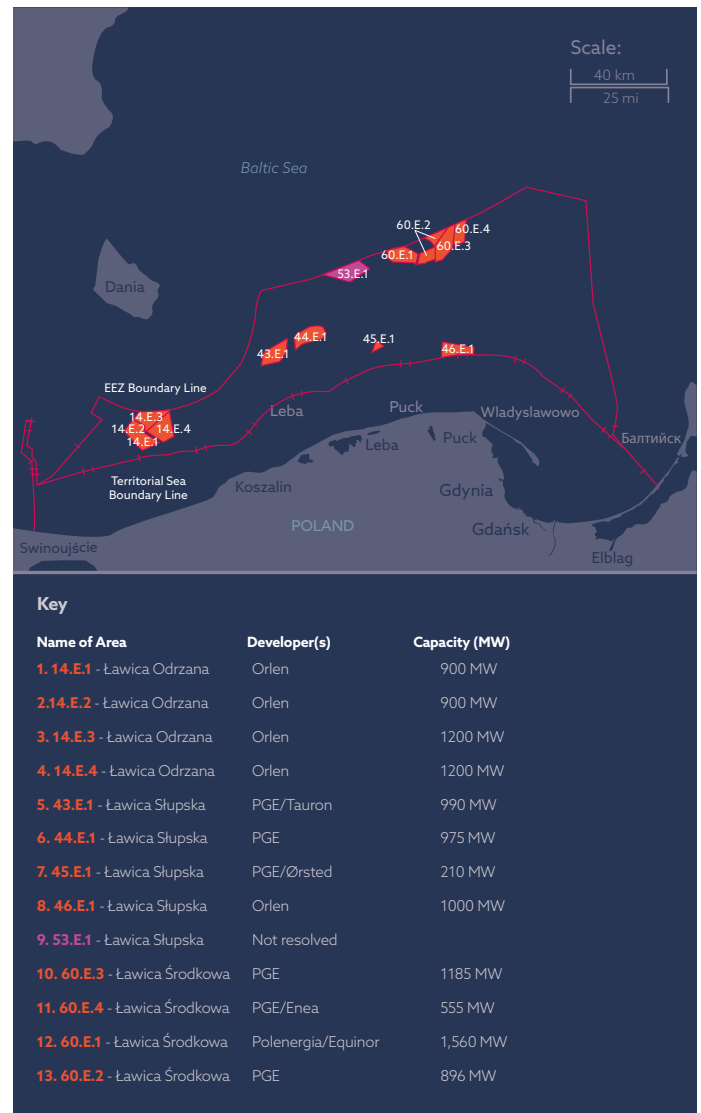 Scale:
40 km
25 mi
Baltic Sea
60.E.2
60.E.4
60.E.3
60.E.1
53.E.1
Dania
44.E.1
45.E.1
43.E.1
46.E.1
EEZ Boundary Line
14.E.3
14.E.2
14.E.4
14.E.1
Leba
Puck
Wladyslawowo
Leba
Puck
Балтийск
Territorial Sea
Boundary Line
Koszalin
Gdynia
POLAND
Gdańsk
Swinoujście
Elblag
Key
Name of Area Developer(s) Capacity (MW)
1. 14.E.1 - Ławica Odrzana Orlen 900 MW
2.14.E.2 - Ławica Odrzana Orlen 900 MW
3. 14.E.3 - Ławica Odrzana Orlen 1200 MW
4. 14.E.4 - Ławica Odrzana Orlen 1200 MW
5. 43.E.1 - Ławica Słupska PGE/Tauron 990 MW
6. 44.E.1 - Ławica Słupska PGE 975 MW
7. 45.E.1 - Ławica Słupska PGE/Ørsted 210 MW
8. 46.E.1 - Ławica Słupska Orlen 1000 MW
9. 53.E.1 - Ławica Słupska Not resolved
10. 60.E.3 - Ławica Środkowa PGE 1185 MW
11. 60.E.4 - Ławica Środkowa PGE/Enea 555 MW
12. 60.E.1 - Ławica Środkowa Polenergia/Equinor 1,560 MW
13. 60.E.2 - Ławica Środkowa PGE 896 MW